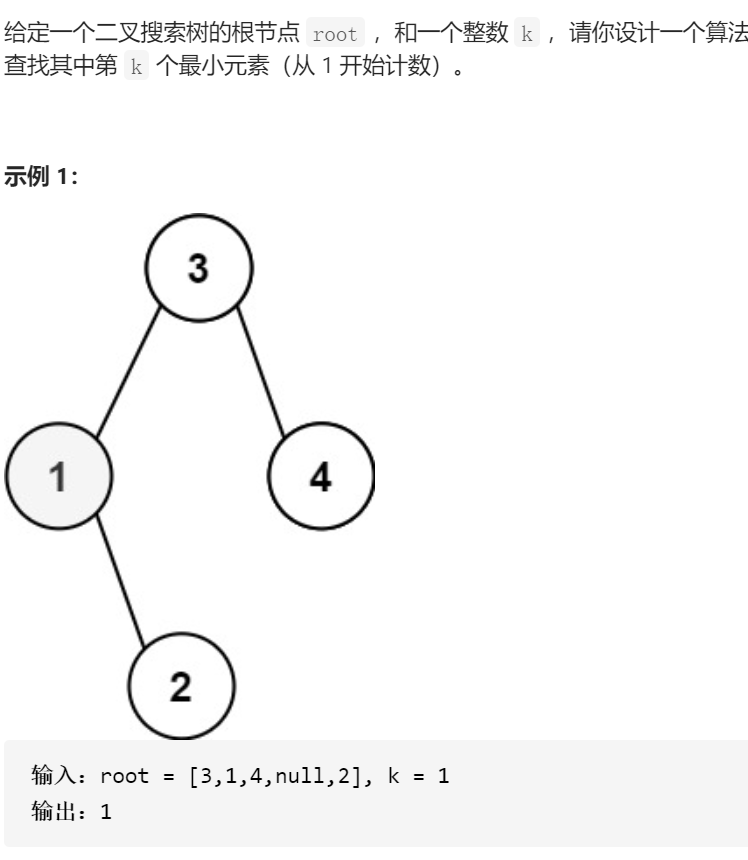 给定一个二叉搜索树的根节点 root ，和一个整数 k ，请你设计一个算法
查找其中第 k 个最小元素（从 1 开始计数）。
示例 1：
3
1
4
2
输入：root = [3,1,4,null,2], k = 1
输出：1